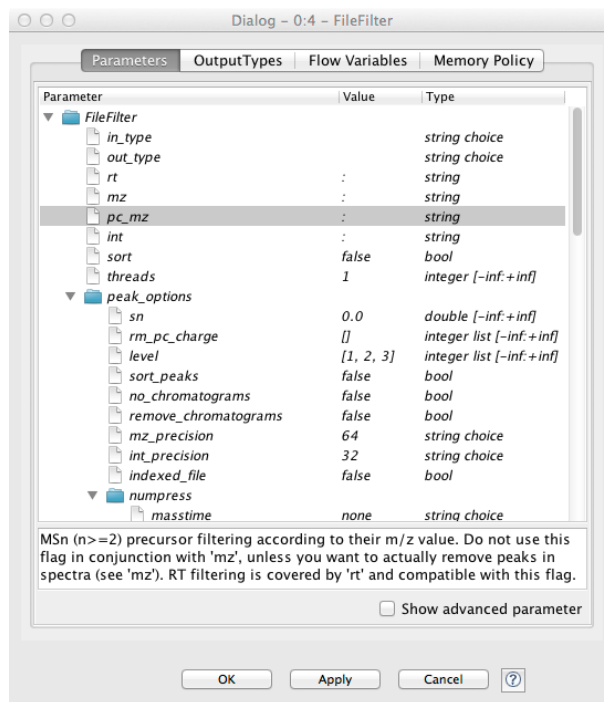 Dialog – 0:4 – FileFilter
Parameters OutputTypes Flow Variables Memory Policy
Parameter Value Type
FileFilter
in_type string choice
out_type string choice
rt : string
mz : string
pc_mz : string
int : string
sort false bool
threads 1 integer [-inf:+inf]
peak_options
sn 0.0 double [-inf:+inf]
rm_pc_charge [] integer list [-inf:+inf]
level [1, 2, 3] integer list [-inf:+inf]
sort_peaks false bool
no_chromatograms false bool
remove_chromatograms false bool
mz_precision 64 string choice
int_precision 32 string choice
indexed_file false bool
numpress
masstime none string choice
MSn (n>=2) precursor filtering according to their m/z value. Do not use this
flag in conjunction with 'mz', unless you want to actually remove peaks in
spectra (see 'mz'). RT filtering is covered by 'rt' and compatible with this flag.
Show advanced parameter
OK Apply Cancel ?